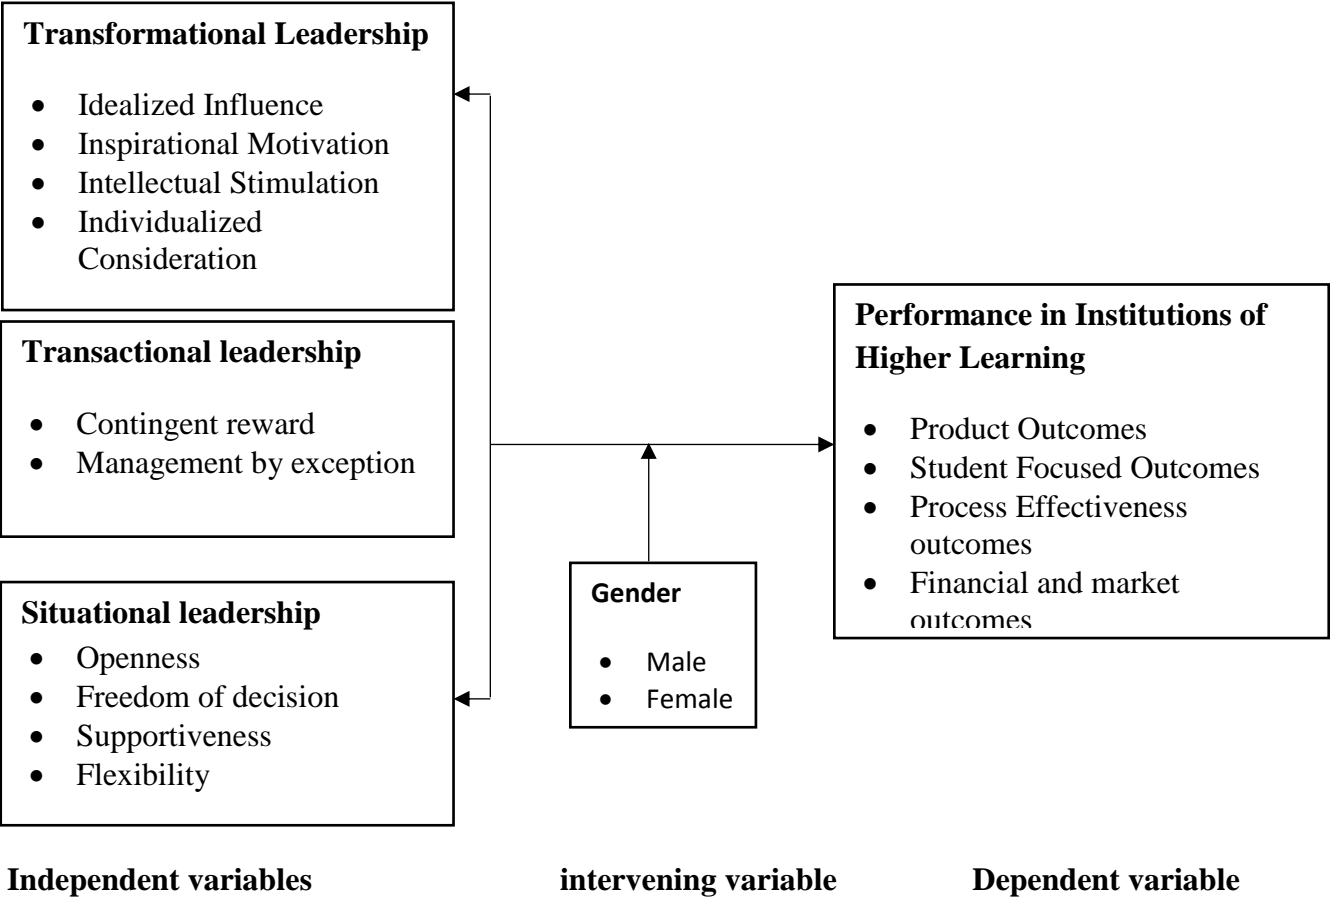 Transformational Leadership
• Idealized Influence
• Inspirational Motivation
• Intellectual Stimulation
• Individualized
Consideration
Transactional leadership
• Contingent reward
• Management by exception
Situational leadership
• Openness
• Freedom of decision
• Supportiveness
• Flexibility
Gender
• Male
• Female
Performance in Institutions of
Higher Learning
• Product Outcomes
• Student Focused Outcomes
• Process Effectiveness
outcomes
• Financial and market
outcomes
Independent variables
intervening variable
Dependent variable